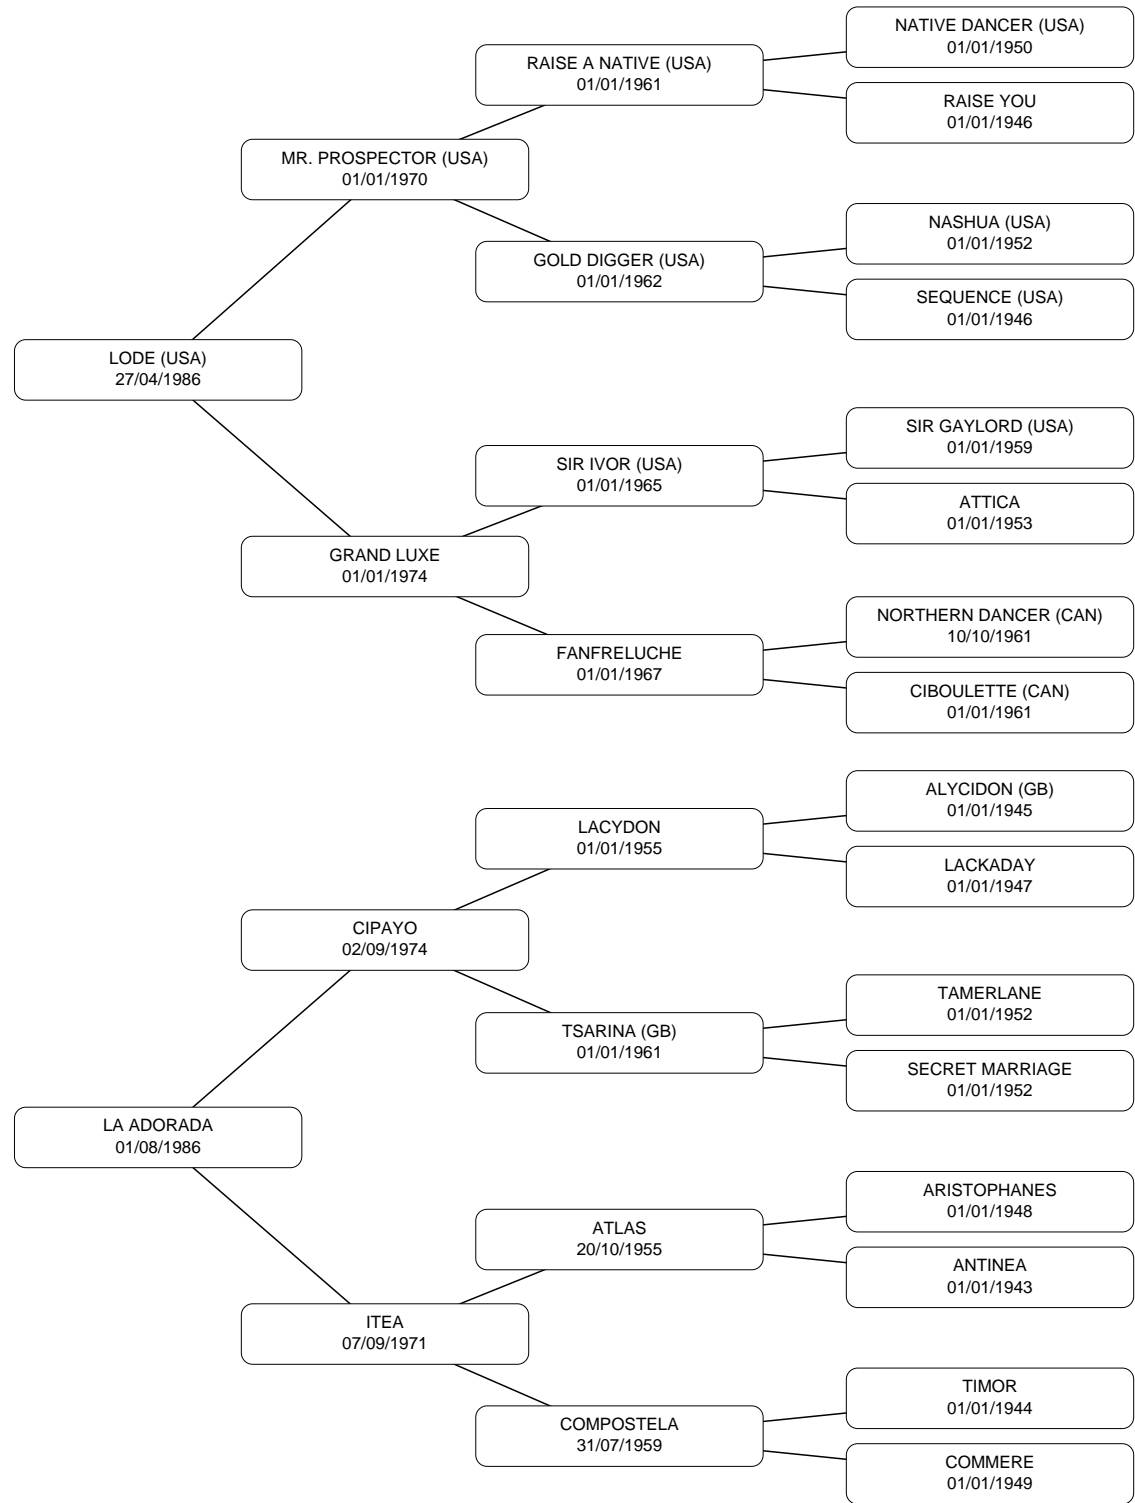 NATIVE DANCER (USA)
01/01/1950
RAISE A NATIVE (USA)
01/01/1961
RAISE YOU
01/01/1946
MR. PROSPECTOR (USA)
01/01/1970
NASHUA (USA)
01/01/1952
GOLD DIGGER (USA)
01/01/1962
SEQUENCE (USA)
01/01/1946
LODE (USA)
27/04/1986
SIR GAYLORD (USA)
01/01/1959
SIR IVOR (USA)
01/01/1965
ATTICA
01/01/1953
GRAND LUXE
01/01/1974
NORTHERN DANCER (CAN)
10/10/1961
FANFRELUCHE
01/01/1967
CIBOULETTE (CAN)
01/01/1961
ALYCIDON (GB)
01/01/1945
LACYDON
01/01/1955
LACKADAY
01/01/1947
CIPAYO
02/09/1974
TAMERLANE
01/01/1952
TSARINA (GB)
01/01/1961
SECRET MARRIAGE
01/01/1952
LA ADORADA
01/08/1986
ARISTOPHANES
01/01/1948
ATLAS
20/10/1955
ANTINEA
01/01/1943
ITEA
07/09/1971
TIMOR
01/01/1944
COMPOSTELA
31/07/1959
COMMERE
01/01/1949